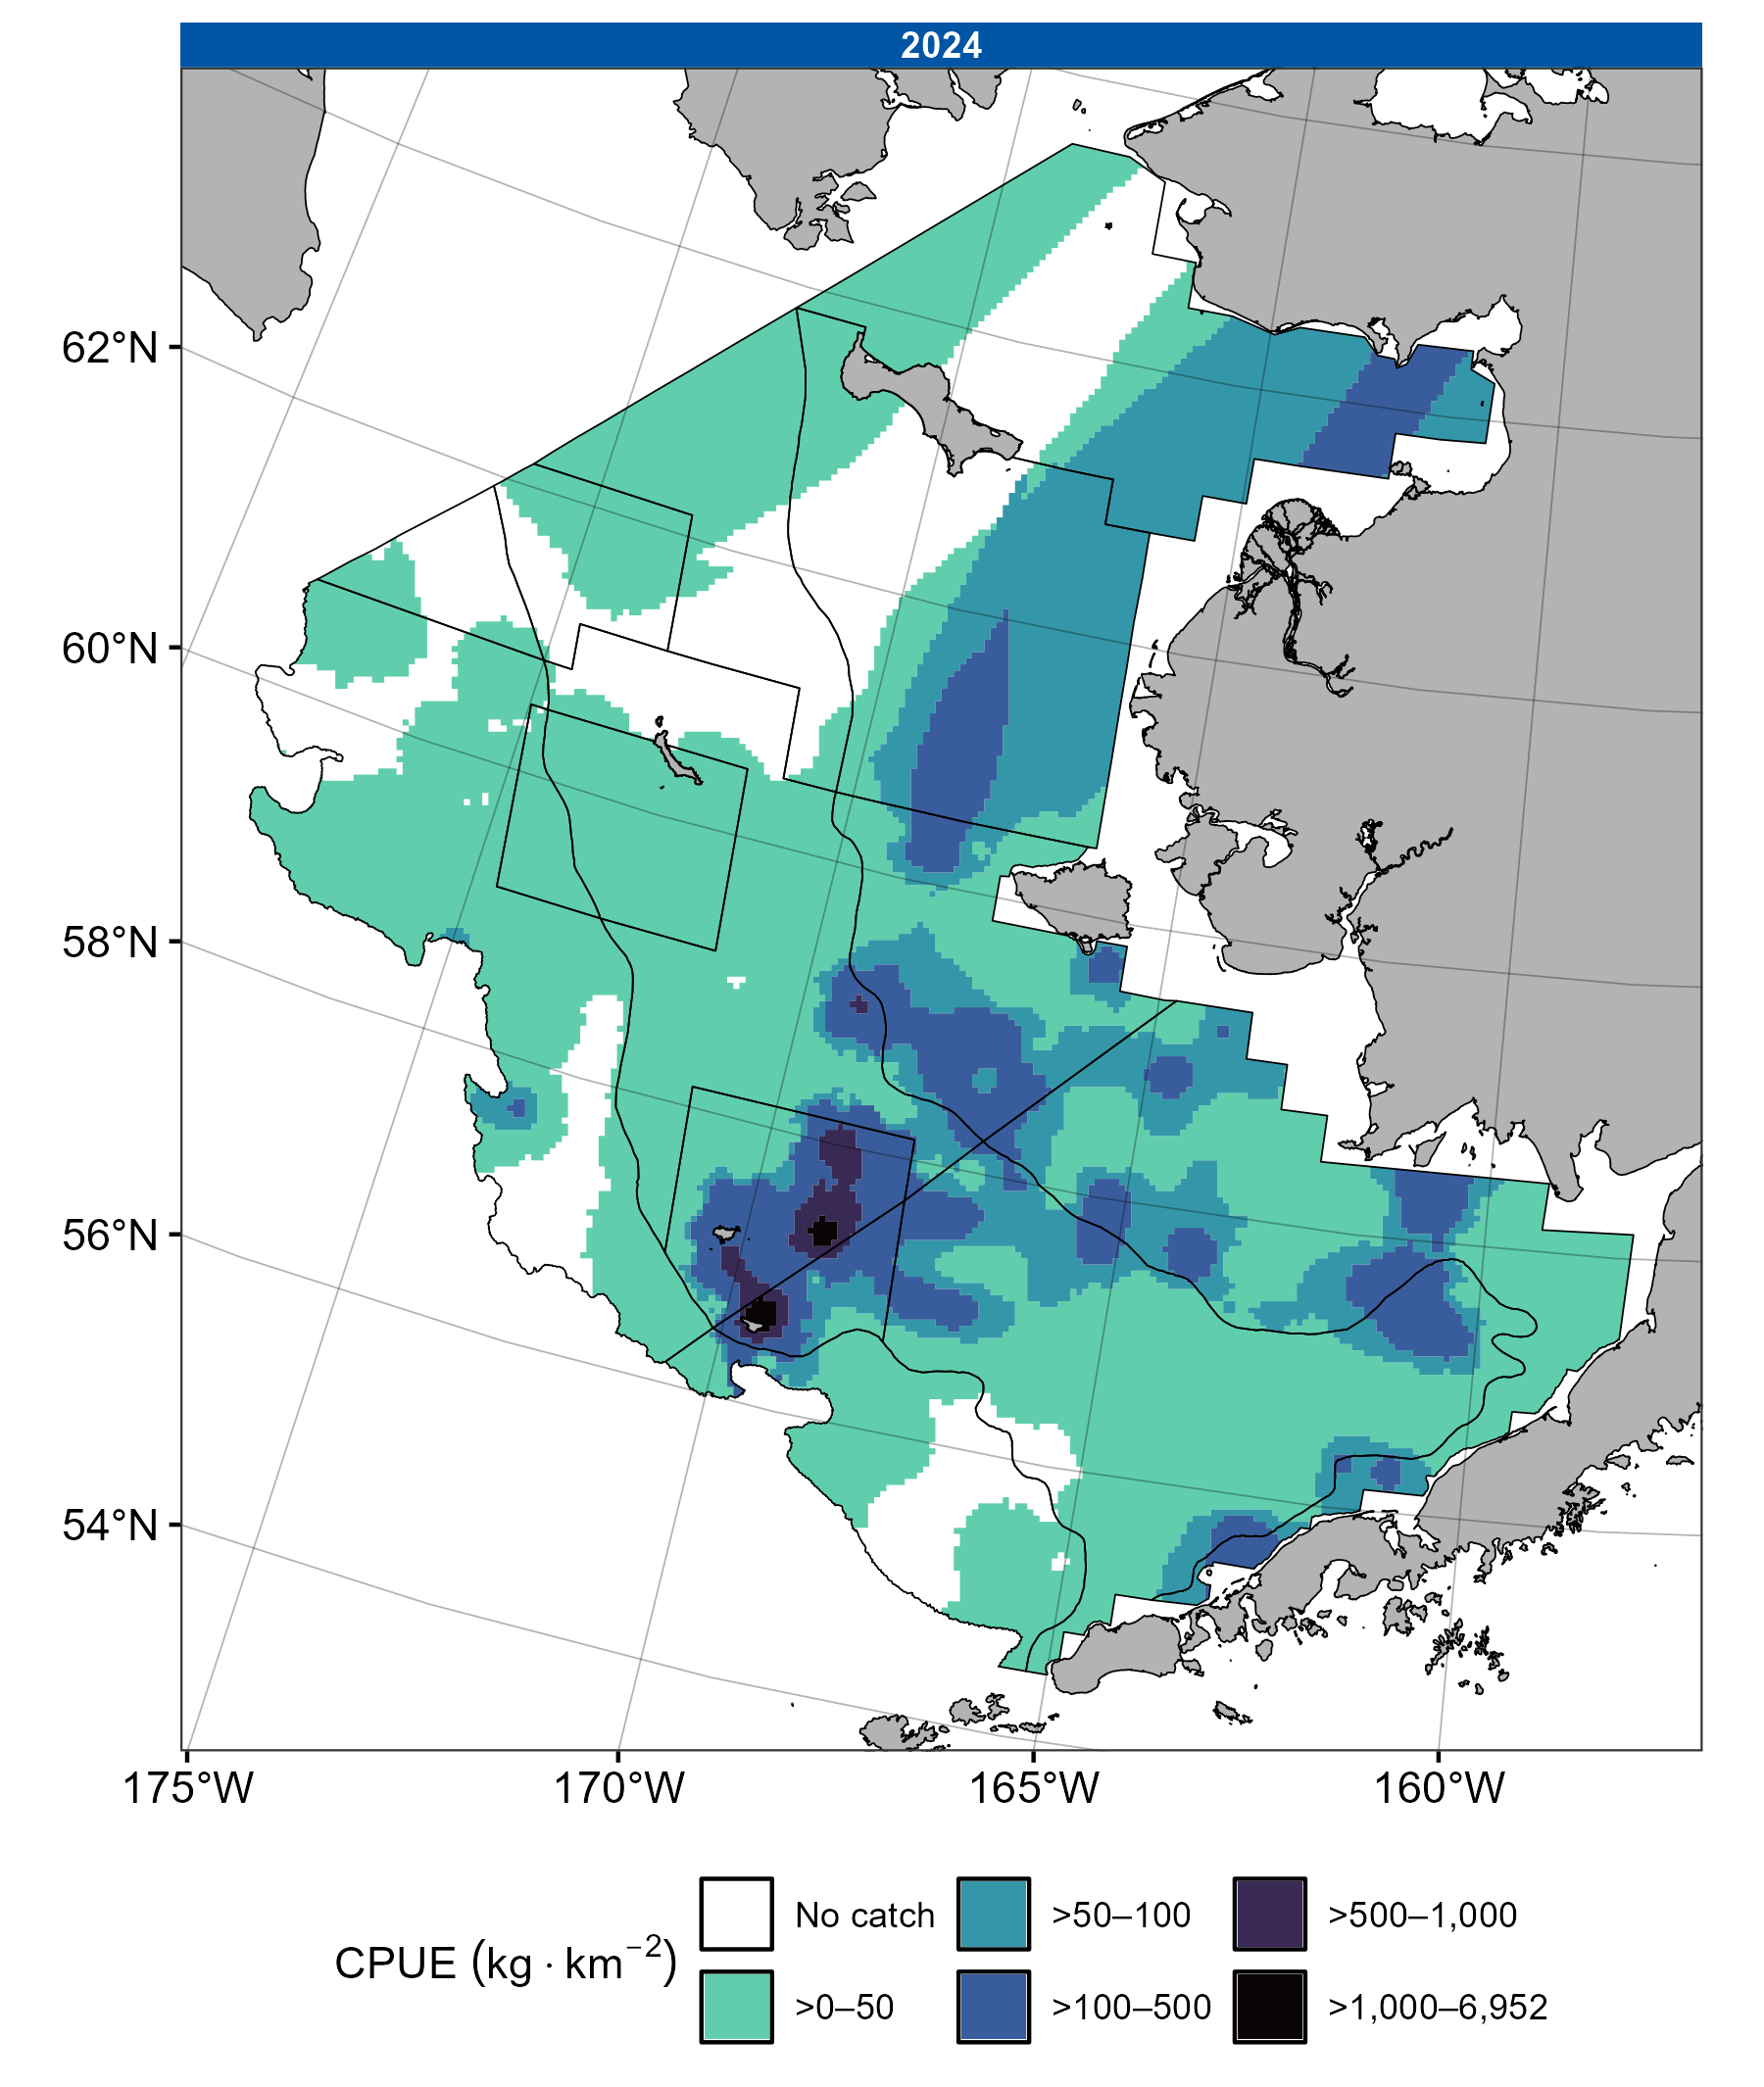 2024
62°N
60°N
58°N
56°N
54°N
175°W 170°W 165°W 160°W
CPUE (kg · km⁻²)
No catch >50–100 >500–1,000
>0–50 >100–500 >1,000–6,952